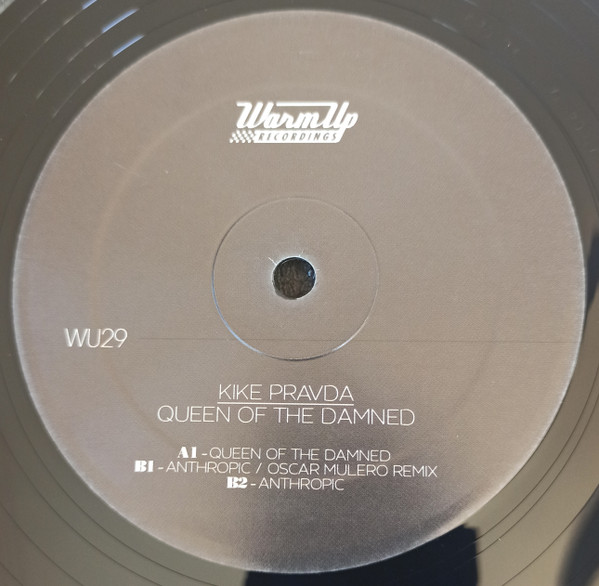 WarmUp
RECORDINGS
WU29
KIKE PRAVDA
QUEEN OF THE DAMNED
A1 - QUEEN OF THE DAMNED
B1 - ANTHROPIC / OSCAR MULERO REMIX
B2 - ANTHROPIC